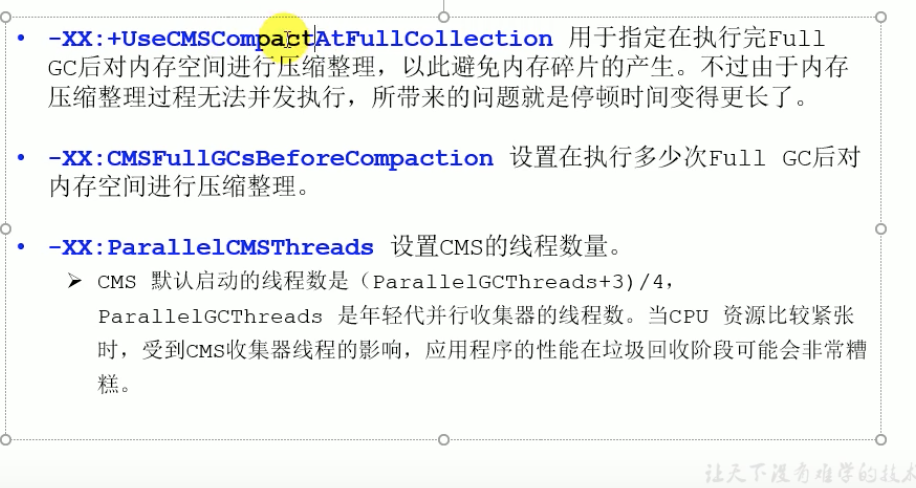 • -XX:+UseCMSCompactAtFullCollection 用于指定在执行完Full
GC后对内存空间进行压缩整理，以此避免内存碎片的产生。不过由于内存
压缩整理过程无法并发执行，所带来的问题就是停顿时间变得更长了。
• -XX:CMSFullGCsBeforeCompaction 设置在执行多少次Full GC后对
内存空间进行压缩整理。
• -XX:ParallelCMSThreads 设置CMS的线程数量。
➢ CMS 默认启动的线程数是（ParallelGCThreads+3)/4，
ParallelGCThreads 是年轻代并行收集器的线程数。当CPU 资源比较紧张
时，受到CMS收集器线程的影响，应用程序的性能在垃圾回收阶段可能会非常糟
糕。
让天下没有难学的技术